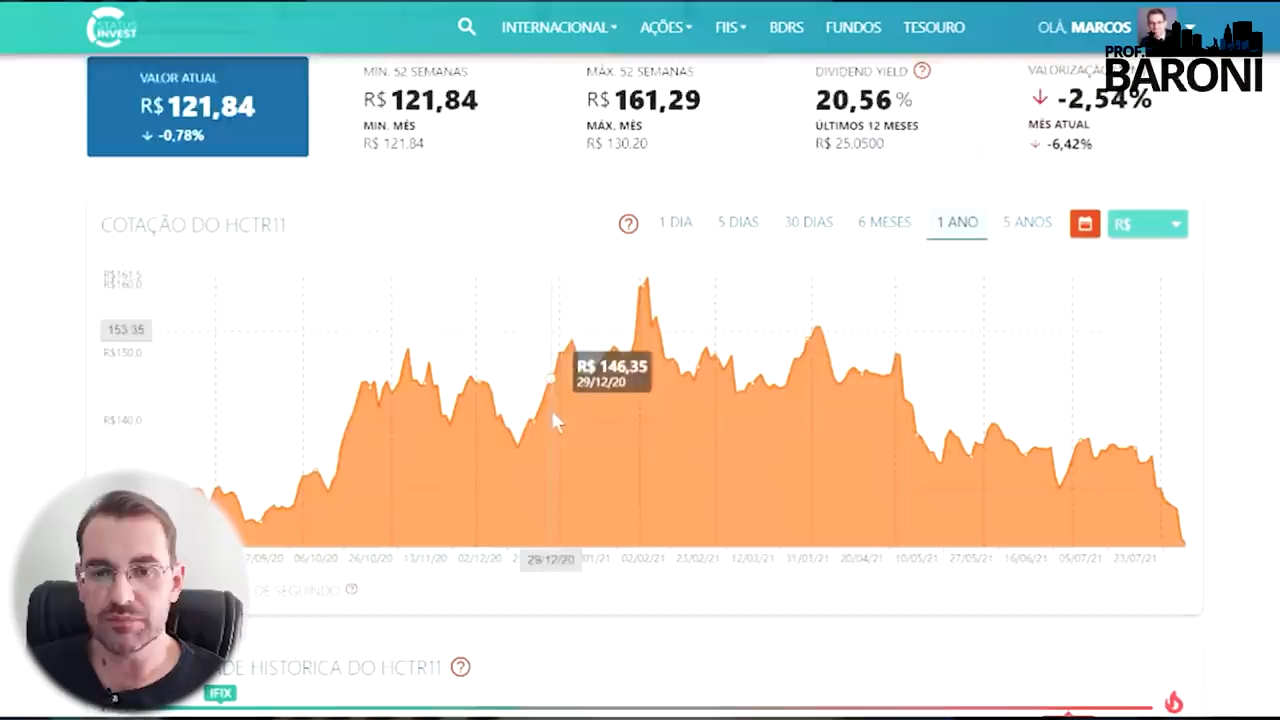 STATUS
INVEST
INTERNACIONAL
AÇÕES
FIIS
BDRS
FUNDOS
TESOURO
OLÁ, MARCOS
PROF.
BARONI
VALOR ATUAL
R$ 121,84
-0,78%
MIN. 52 SEMANAS
R$ 121,84
MIN. MÊS
R$ 121,84
MÁX. 52 SEMANAS
R$ 161,29
MÁX. MÊS
R$ 130,20
DIVIDEND YIELD ?
20,56 %
ÚLTIMOS 12 MESES
R$ 25,0500
VALORIZAÇÃO
-2,54%
MÊS ATUAL
-6,42%
COTAÇÃO DO HCTR11
?
1 DIA
5 DIAS
30 DIAS
6 MESES
1 ANO
5 ANOS
R$
R$161,5
R$160,0
153.35
R$150,0
R$140,0
R$ 146,35
29/12/20
7/09/20
06/10/20
26/10/20
13/11/20
02/12/20
2
29/12/20
/01/21
02/02/21
23/02/21
12/03/21
31/03/21
20/04/21
10/05/21
27/05/21
16/06/21
05/07/21
23/07/21
DE SEGUINDO ?
ADE HISTÓRICA DO HCTR11 ?
IFIX